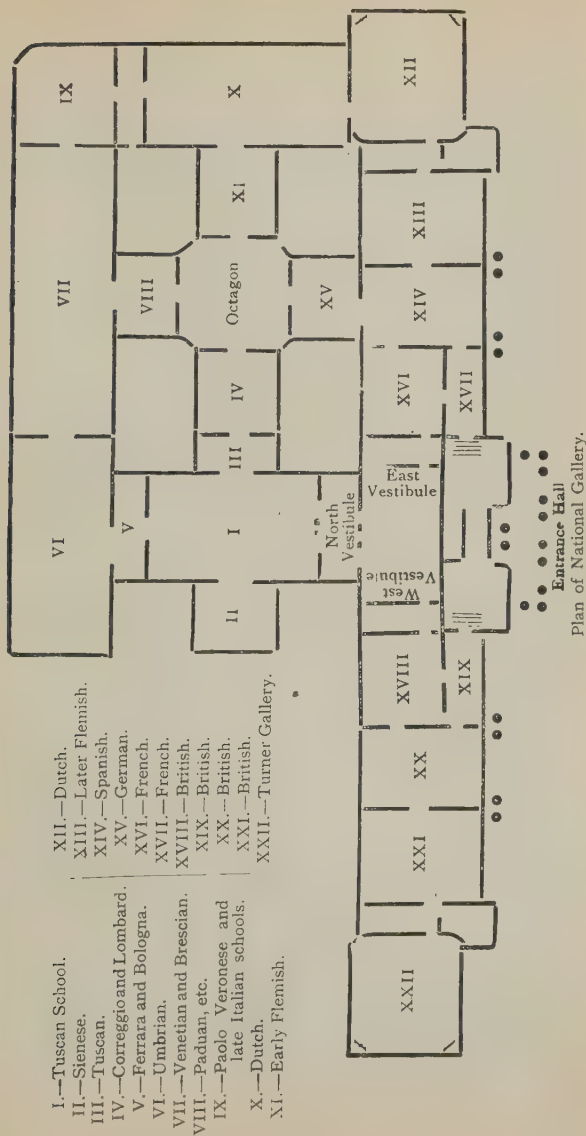 I.—Tuscan School.
II.—Sienese.
III.—Tuscan.
IV.—Correggio and Lombard.
V.—Ferrara and Bologna.
VI.—Umbrian.
VII.—Venetian and Brescian.
VIII.—Paduan, etc.
IX.—Paolo Veronese and
late Italian schools.
X.—Dutch.
XI.—Early Flemish.
XII.—Dutch.
XIII.—Later Flemish.
XIV.—Spanish.
XV.—German.
XVI.—French.
XVII.—French.
XVIII.—British.
XIX.—British.
XX.—British.
XXI.—British.
XXII.—Turner Gallery.
VI
VII
IX
V
VIII
X
II
I
III
IV
Octagon
XI
North
Vestibule
XV
XII
XXII
XXI
XX
XVIII
West
Vestibule
East
Vestibule
XVI
XIV
XIII
XIX
XVII
Entrance Hall
Plan of National Gallery.